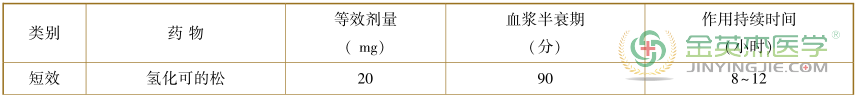 类别 药 物 等效剂量 血浆半衰期 作用持续时间
( mg) (分) (小时)
短效 氢化可的松 20 90 8~12
金英杰医学®
JINYINGJIE.COM